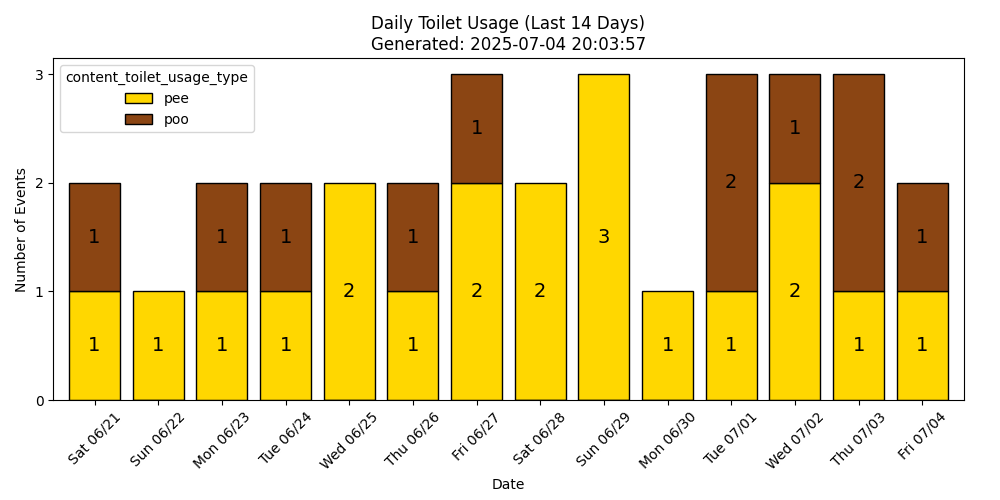 Daily Toilet Usage (Last 14 Days)
Generated: 2025-07-04 20:03:57
content_toilet_usage_type
pee
poo
Number of Events
3
2
1
0
1
1
1
1
1
1
1
2
1
1
1
2
2
3
1
2
1
1
2
2
1
1
1
Sat 06/21
Sun 06/22
Mon 06/23
Tue 06/24
Wed 06/25
Thu 06/26
Fri 06/27
Sat 06/28
Sun 06/29
Mon 06/30
Tue 07/01
Wed 07/02
Thu 07/03
Fri 07/04
Date